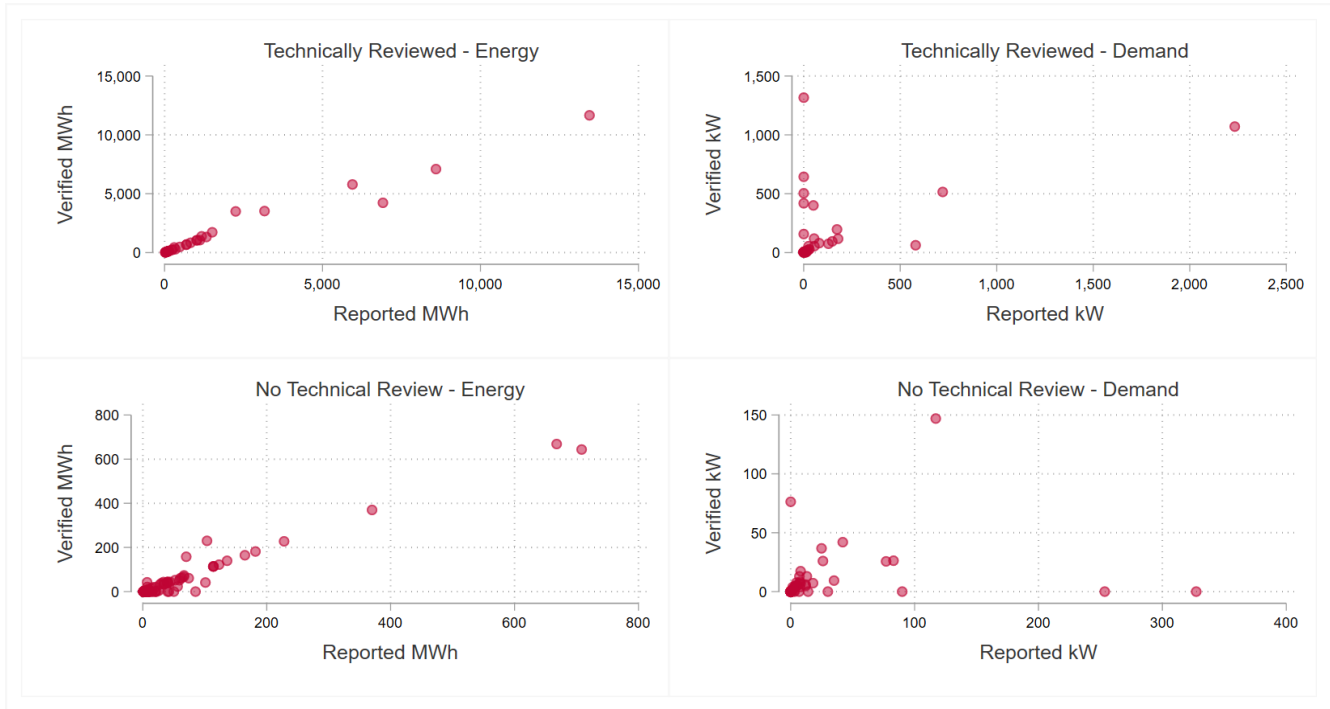 Technically Reviewed - Energy
15,000
10,000
5,000
0
Verified MWh
0 5,000 10,000 15,000
Reported MWh
Technically Reviewed - Demand
1,500
1,000
500
0
Verified kW
0 500 1,000 1,500 2,000 2,500
Reported kW
No Technical Review - Energy
800
600
400
200
0
Verified MWh
0 200 400 600 800
Reported MWh
No Technical Review - Demand
150
100
50
0
Verified kW
0 100 200 300 400
Reported kW